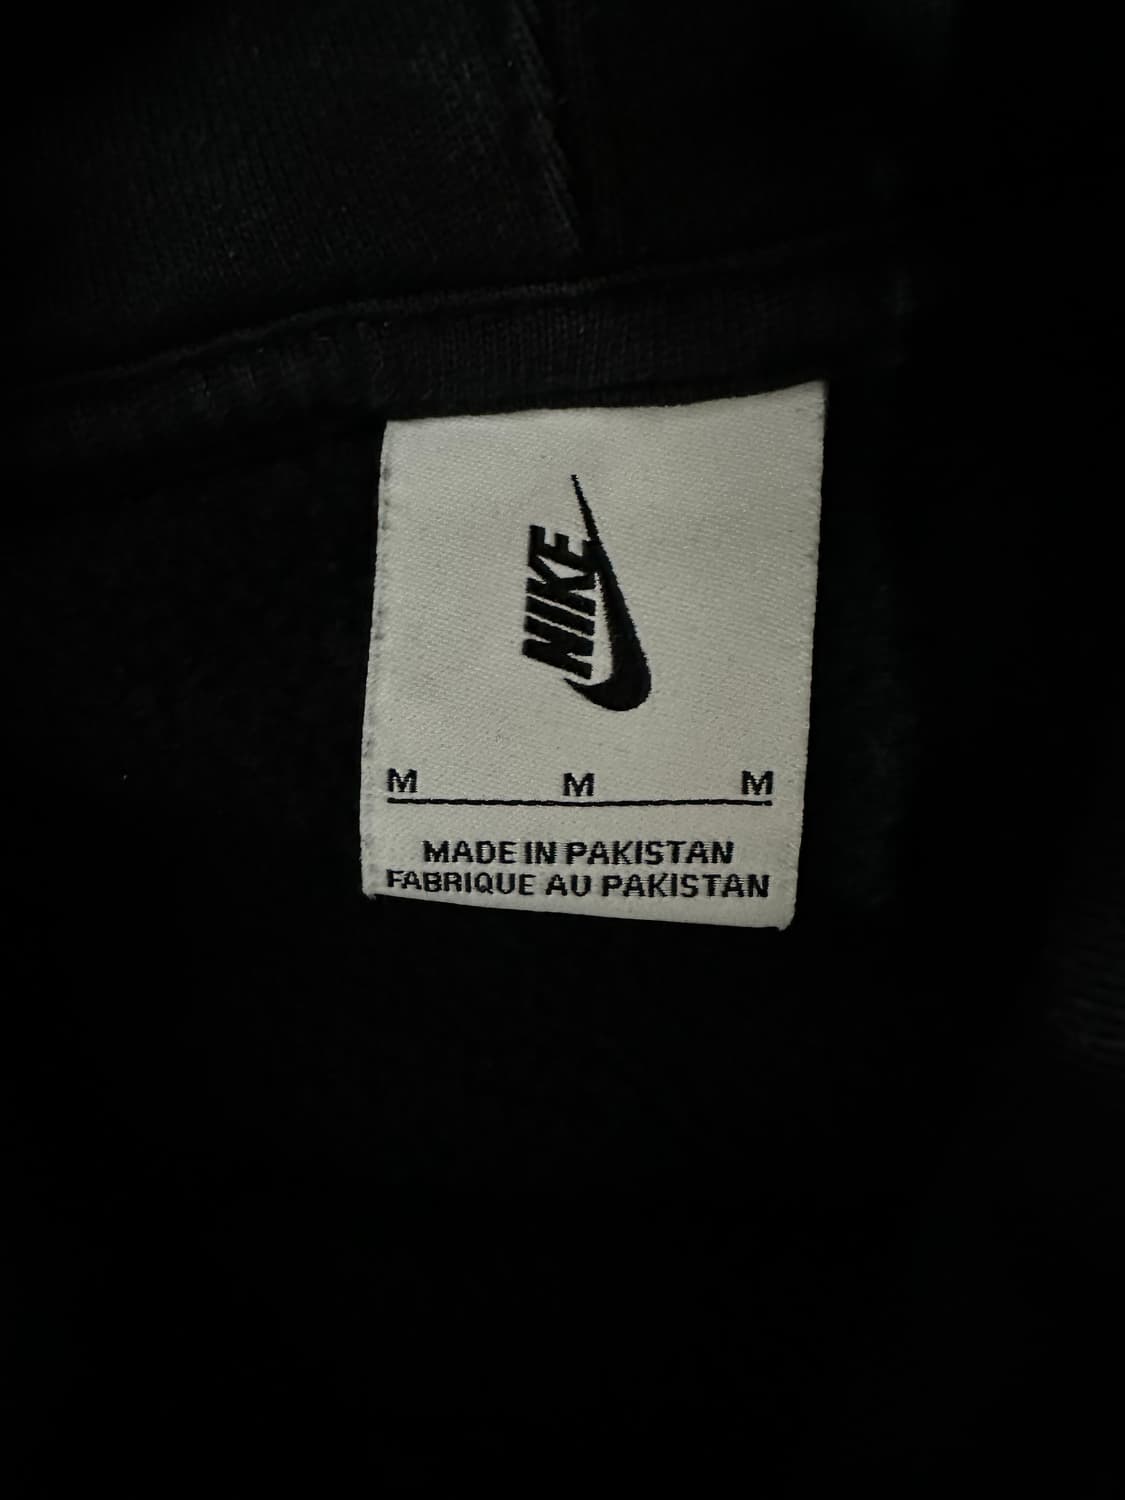 NIKE
M M M
MADE IN PAKISTAN
FABRIQUE AU PAKISTAN